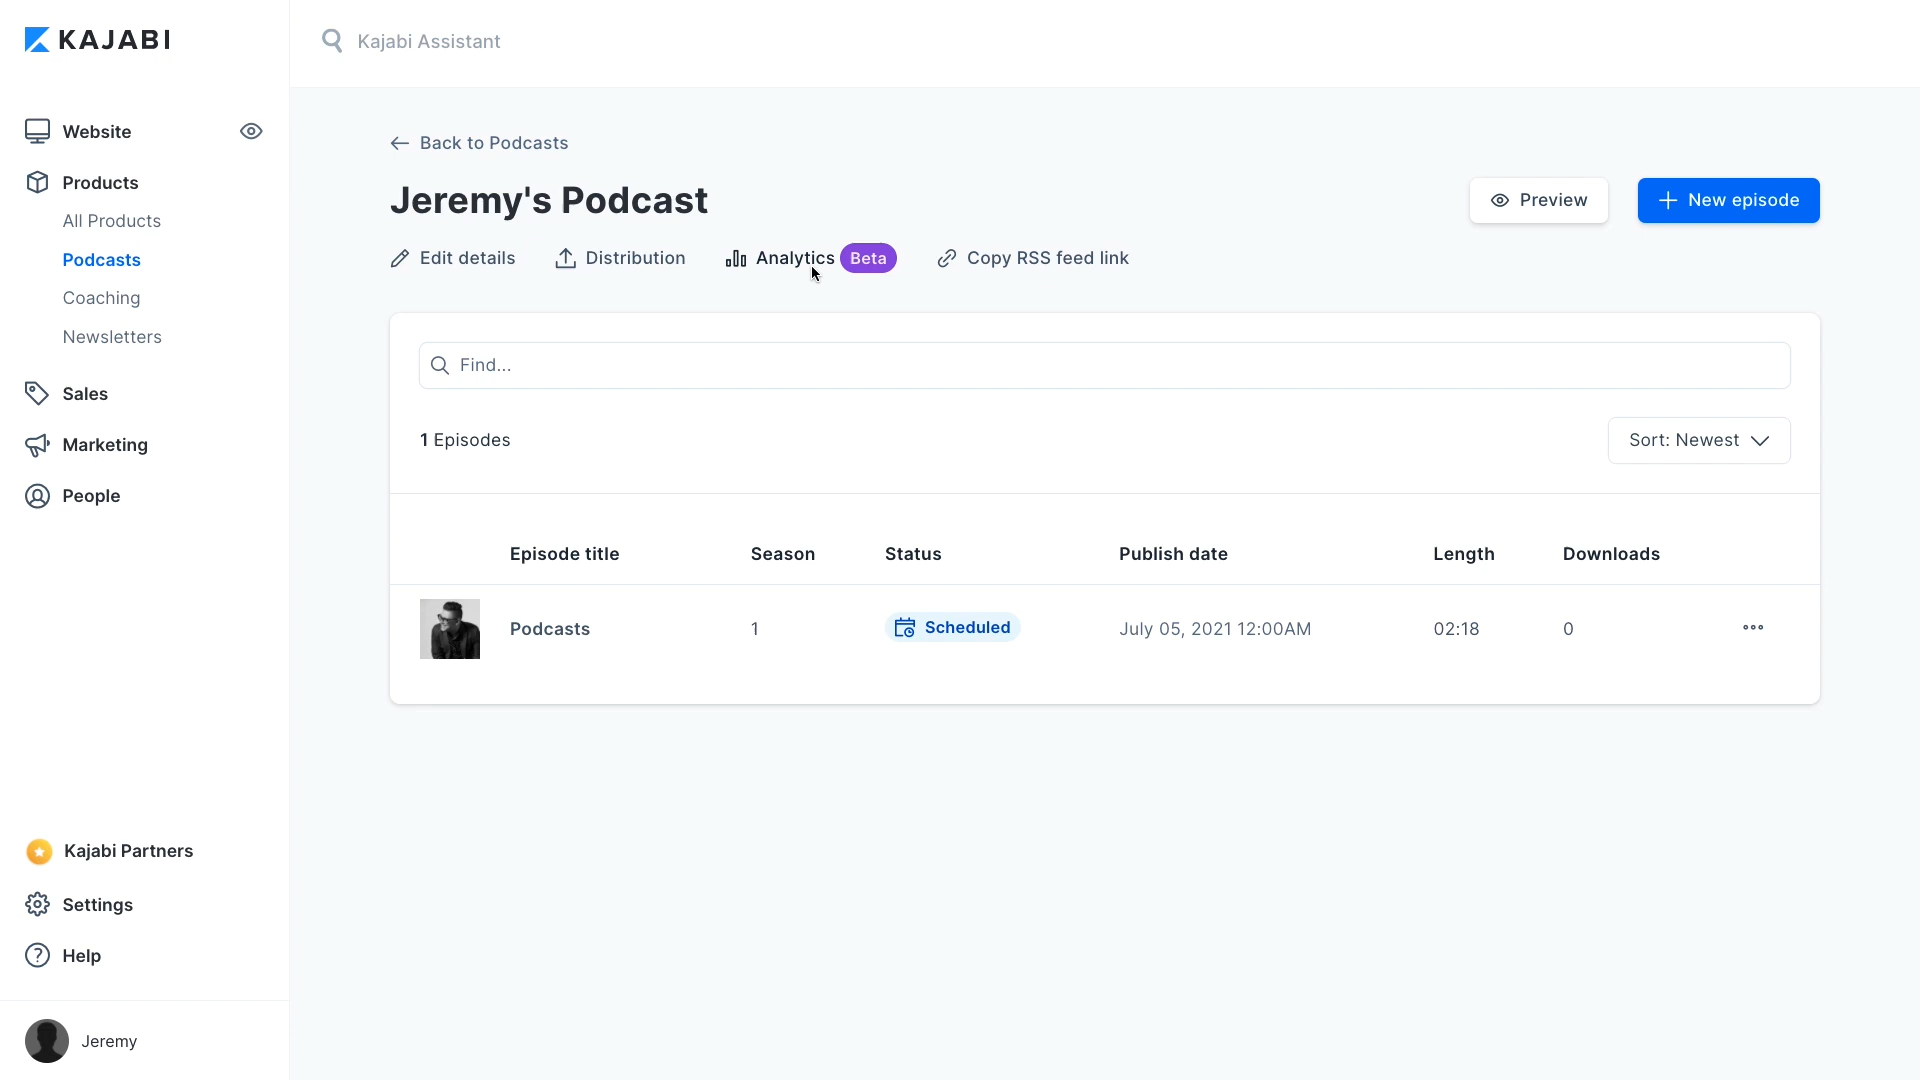 KAJABI
Kajabi Assistant
Website
Products
All Products
Podcasts
Coaching
Newsletters
Sales
Marketing
People
Kajabi Partners
Settings
Help
Jeremy
Back to Podcasts
Jeremy's Podcast
Preview
New episode
Edit details
Distribution
Analytics Beta
Copy RSS feed link
Find...
1 Episodes
Sort: Newest
Episode title Season Status Publish date Length Downloads
Podcasts 1 Scheduled July 05, 2021 12:00AM 02:18 0